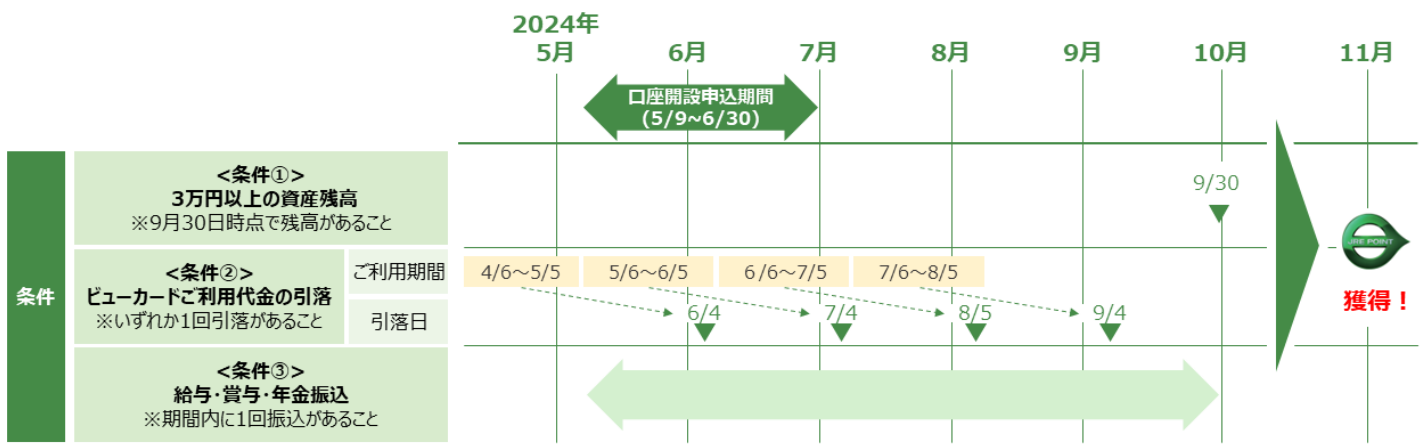 2024年
5月
6月
7月
8月
9月
10月
11月
口座開設申込期間
(5/9~6/30)
条件
<条件①>
3万円以上の資産残高
※9月30日時点で残高があること
9/30
<条件②>
ビューカードご利用代金の引落
※いずれか1回引落があること
ご利用期間
4/6～5/5
5/6～6/5
6/6～7/5
7/6～8/5
引落日
6/4
7/4
8/5
9/4
<条件③>
給与・賞与・年金振込
※期間内に1回振込があること
JRE POINT
獲得！